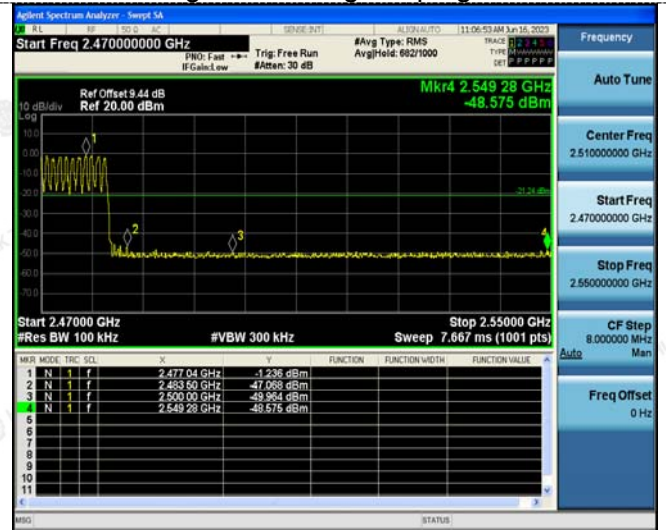 Agilent Spectrum Analyzer - Swept SA
RL RF 50 Ω AC SENSE:INT ALIGN AUTO 11:06:53 AM Jun 16, 2023
Start Freq 2.470000000 GHz
PNO: Fast
IFGain:Low
Trig: Free Run
#Atten: 30 dB
#Avg Type: RMS
Avg|Hold: 682/1000
TRACE 1 2 3 4 5 6
TYPE M
DET P P P P P P
Frequency
Auto Tune
Center Freq
2.510000000 GHz
Start Freq
2.470000000 GHz
Stop Freq
2.550000000 GHz
CF Step
8.000000 MHz
Auto Man
Freq Offset
0 Hz
Mkr4 2.549 28 GHz
-48.575 dBm
Ref Offset 9.44 dB
10 dB/div Ref 20.00 dBm
Log
10.0
0.00
-10.0
-20.0
-30.0
-40.0
-50.0
-60.0
-70.0
1
2
3
4
-21.24 dBm
Start 2.47000 GHz Stop 2.55000 GHz
#Res BW 100 kHz #VBW 300 kHz Sweep 7.667 ms (1001 pts)
MKR MODE TRC SCL X Y FUNCTION FUNCTION WIDTH FUNCTION VALUE
1 N 1 f 2.477 04 GHz -1.236 dBm
2 N 1 f 2.483 50 GHz -47.068 dBm
3 N 1 f 2.500 00 GHz -49.964 dBm
4 N 1 f 2.549 28 GHz -48.575 dBm
5
6
7
8
9
10
11
MSG STATUS